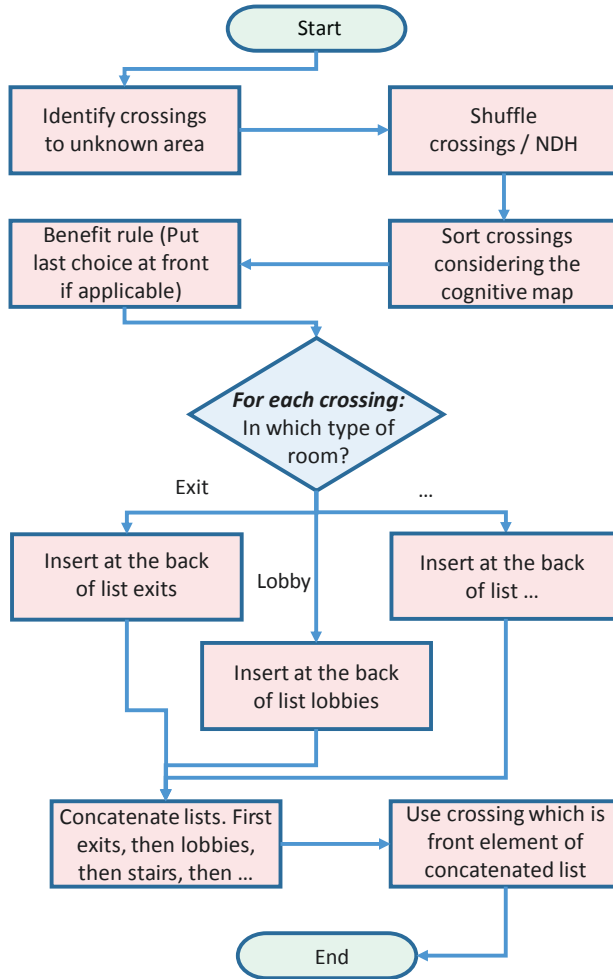 Start
Identify crossings
to unknown area
Shuffle
crossings / NDH
Benefit rule (Put
last choice at front
if applicable)
Sort crossings
considering the
cognitive map
For each crossing:
In which type of
room?
Exit
...
Lobby
Insert at the back
of list exits
Insert at the back
of list ...
Insert at the back
of list lobbies
Concatenate lists. First
exits, then lobbies,
then stairs, then ...
Use crossing which is
front element of
concatenated list
End